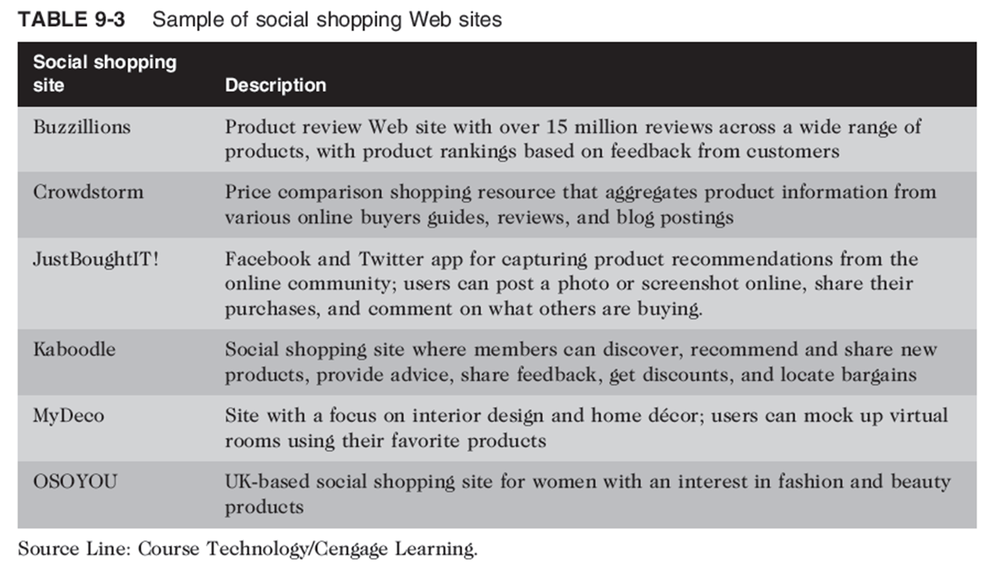 TABLE 9-3 Sample of social shopping Web sites
Social shopping
site
Description
Buzzillions
Product review Web site with over 15 million reviews across a wide range of
products, with product rankings based on feedback from customers
Crowdstorm
Price comparison shopping resource that aggregates product information from
various online buyers guides, reviews, and blog postings
JustBoughtIT!
Facebook and Twitter app for capturing product recommendations from the
online community; users can post a photo or screenshot online, share their
purchases, and comment on what others are buying.
Kaboodle
Social shopping site where members can discover, recommend and share new
products, provide advice, share feedback, get discounts, and locate bargains
MyDeco
Site with a focus on interior design and home décor; users can mock up virtual
rooms using their favorite products
OSOYOU
UK-based social shopping site for women with an interest in fashion and beauty
products
Source Line: Course Technology/Cengage Learning.